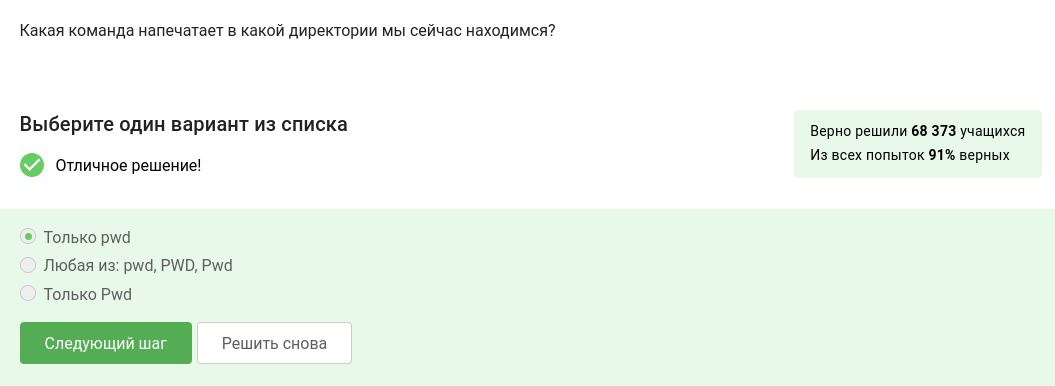 Какая команда напечатает в какой директории мы сейчас находимся?
Выберите один вариант из списка
Отличное решение!
Верно решили 68 373 учащихся
Из всех попыток 91% верных
Только pwd
Любая из: pwd, PWD, Pwd
Только Pwd
Следующий шаг
Решить снова